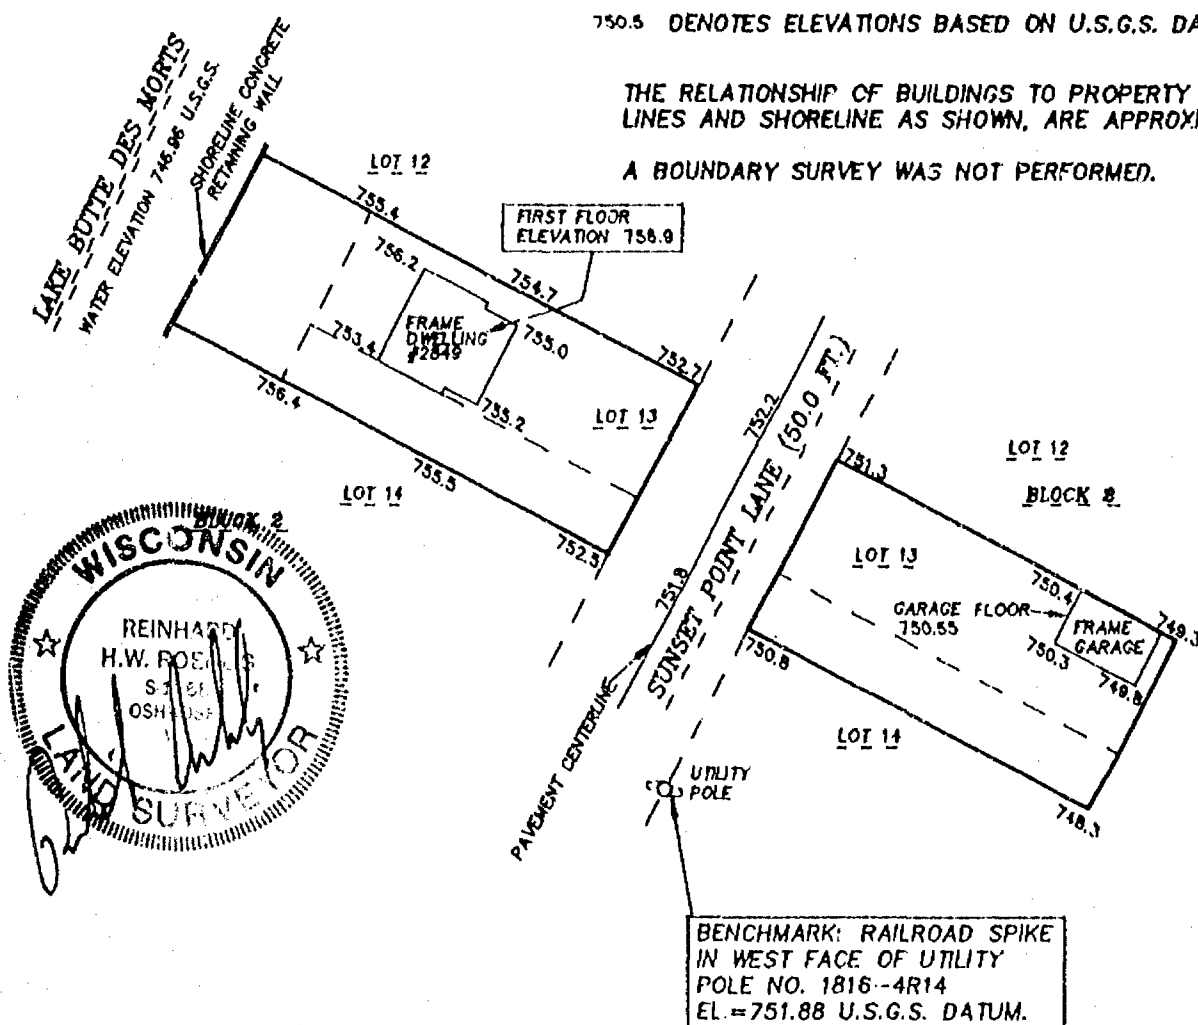 750.5 DENOTES ELEVATIONS BASED ON U.S.G.S. DA
THE RELATIONSHIP OF BUILDINGS TO PROPERTY
LINES AND SHORELINE AS SHOWN, ARE APPROXI
A BOUNDARY SURVEY WAS NOT PERFORMED.
LAKE BUTTE DES MORTS
WATER ELEVATION 746.96 U.S.G.S.
SHORELINE CONCRETE
RETAINING WALL
LOT 12
755.4
FIRST FLOOR
ELEVATION 756.9
756.2
754.7
FRAME
DWELLING
#2849
753.4
755.0
752.7
756.4
755.2
LOT 13
755.5
LOT 14
752.5
BLOCK 2
752.2
SUNSET POINT LANE (50.0 FT.)
751.8
PAVEMENT CENTERLINE
LOT 12
BLOCK 8
751.3
LOT 13
750.4
GARAGE FLOOR
750.55
FRAME
GARAGE
749.3
750.3
749.8
750.8
LOT 14
748.3
UTILITY
POLE
WISCONSIN
REINHARD
H.W.
LAND SURVEYOR
BENCHMARK: RAILROAD SPIKE
IN WEST FACE OF UTILITY
POLE NO. 1816-4R14
EL.=751.88 U.S.G.S. DATUM.